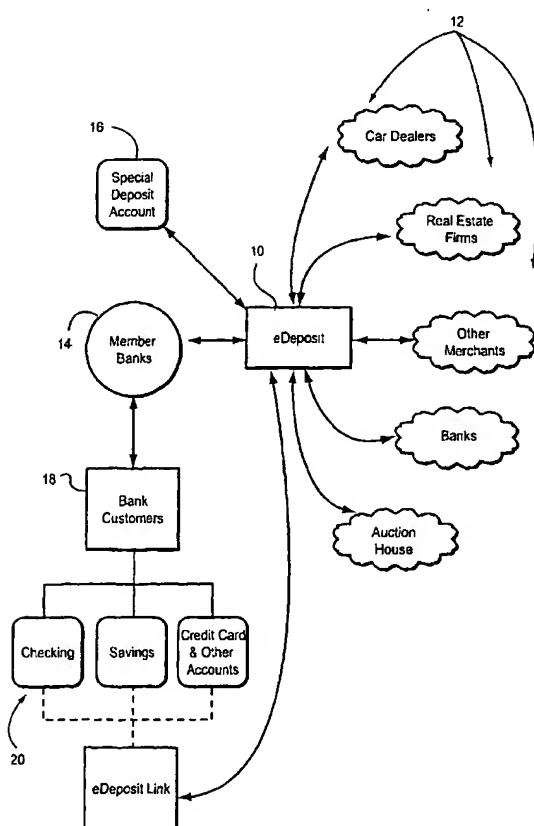 12
16
Car Dealers
Special
Deposit
Account
Real Estate
Firms
10
14
Member
Banks
eDeposit
Other
Merchants
18
Bank
Customers
Banks
Auction
House
Checking
Savings
Credit Card
& Other
Accounts
20
eDeposit Link